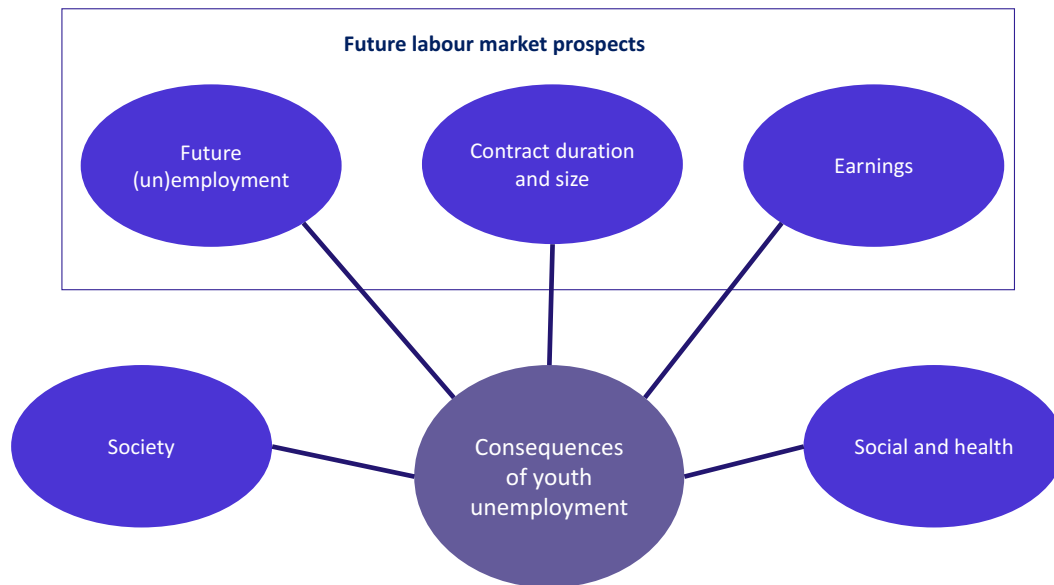 Future labour market prospects
Future
(un)employment
Contract duration
and size
Earnings
Society
Consequences
of youth
unemployment
Social and health